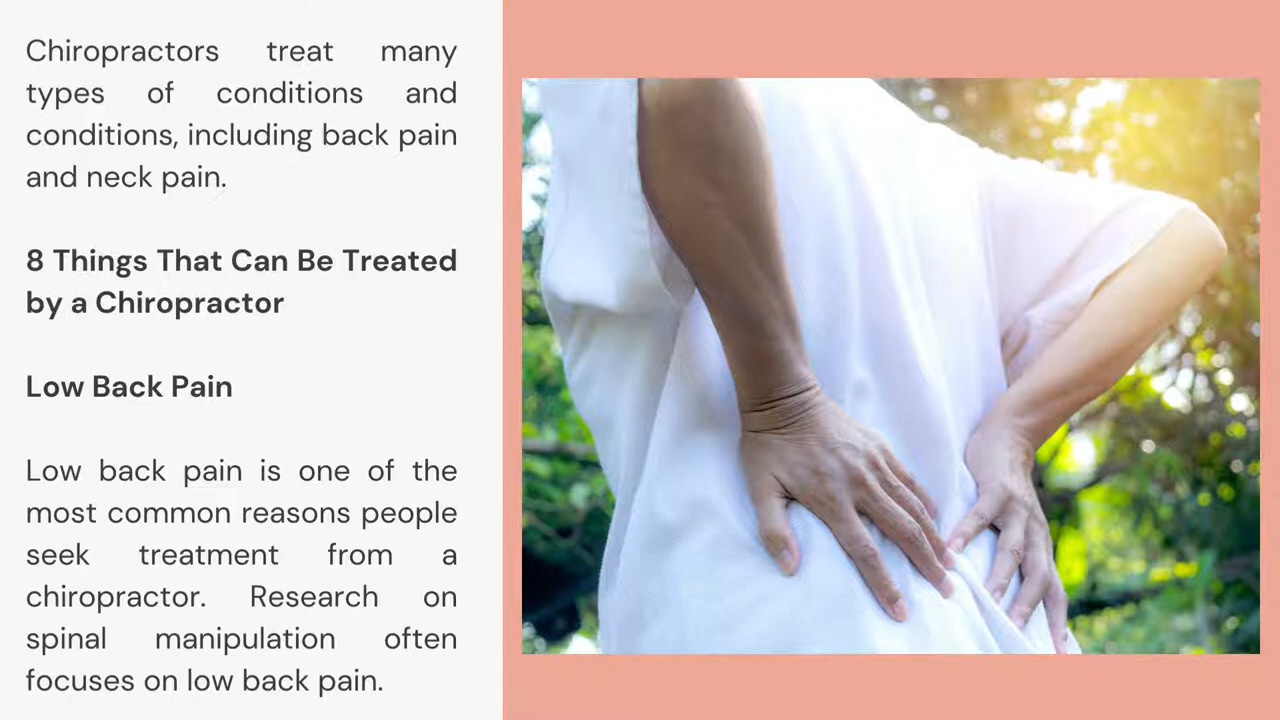 Chiropractors treat many
types of conditions and
conditions, including back pain
and neck pain.
8 Things That Can Be Treated
by a Chiropractor
Low Back Pain
Low back pain is one of the
most common reasons people
seek treatment from a
chiropractor. Research on
spinal manipulation often
focuses on low back pain.